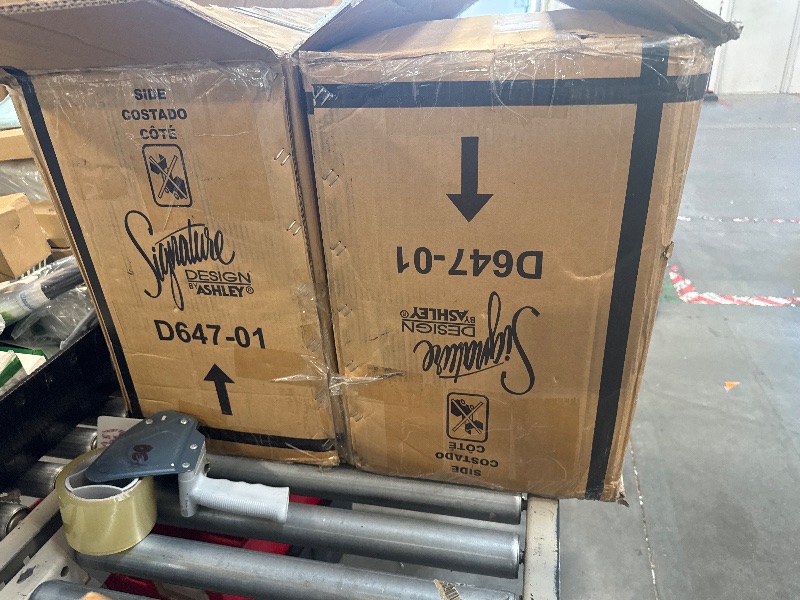 SIDE
COSTADO
CÔTÉ
Signature
DESIGN
BY ASHLEY®
D647-01
D647-01
Signature
DESIGN
BY ASHLEY®
SIDE
COSTADO
CÔTÉ